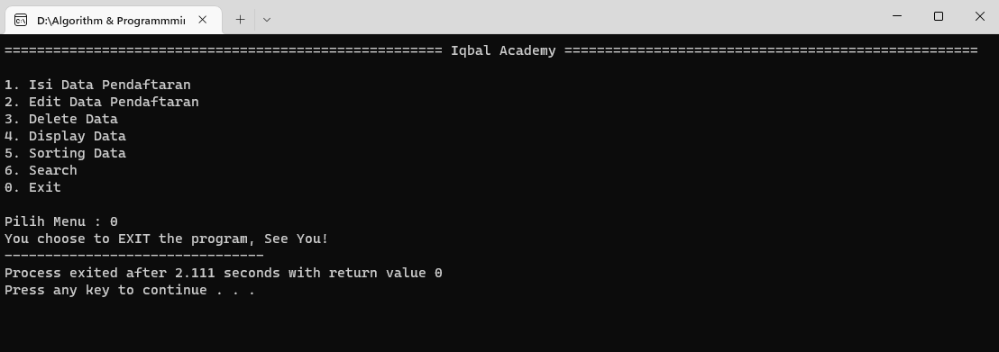 D:\Algorithm & Programmmin
==================================================== Iqbal Academy =================================================
1. Isi Data Pendaftaran
2. Edit Data Pendaftaran
3. Delete Data
4. Display Data
5. Sorting Data
6. Search
0. Exit
Pilih Menu : 0
You choose to EXIT the program, See You!
--------------------------------
Process exited after 2.111 seconds with return value 0
Press any key to continue . . .